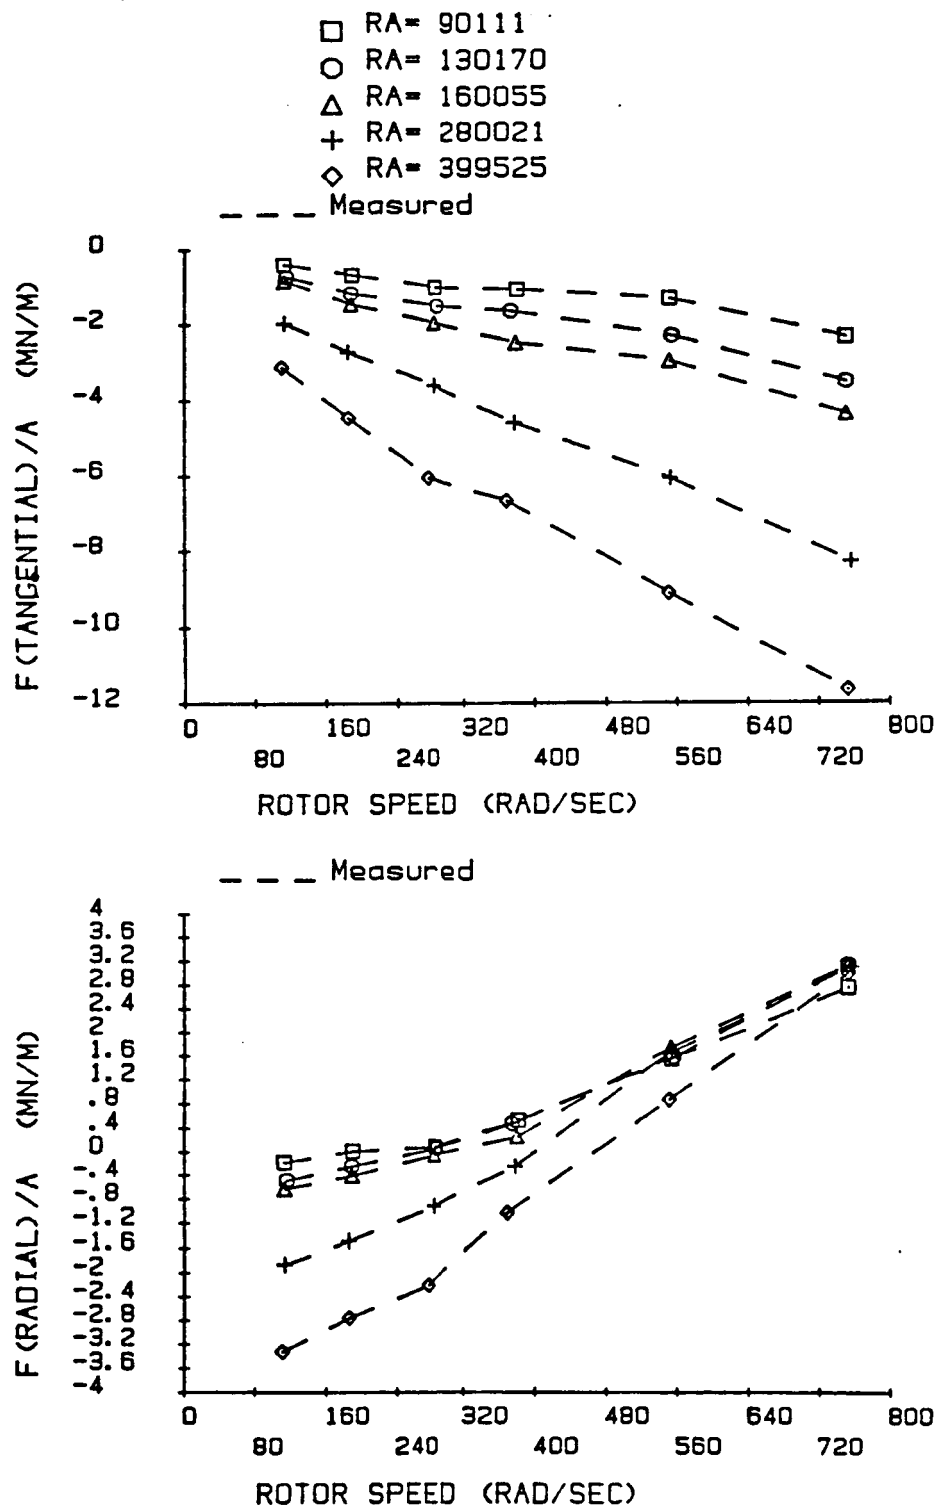 RA= 90111
RA= 130170
RA= 160055
RA= 280021
RA= 399525
Measured
0
-2
-4
-6
-8
-10
-12
F(TANGENTIAL)/A (MN/M)
0 160 320 480 640 800
80 240 400 560 720
ROTOR SPEED (RAD/SEC)
Measured
4
3.6
3.2
2.8
2.4
2
1.6
1.2
.8
.4
0
-.4
-.8
-1.2
-1.6
-2
-2.4
-2.8
-3.2
-3.6
-4
F(RADIAL)/A (MN/M)
0 160 320 480 640 800
80 240 400 560 720
ROTOR SPEED (RAD/SEC)